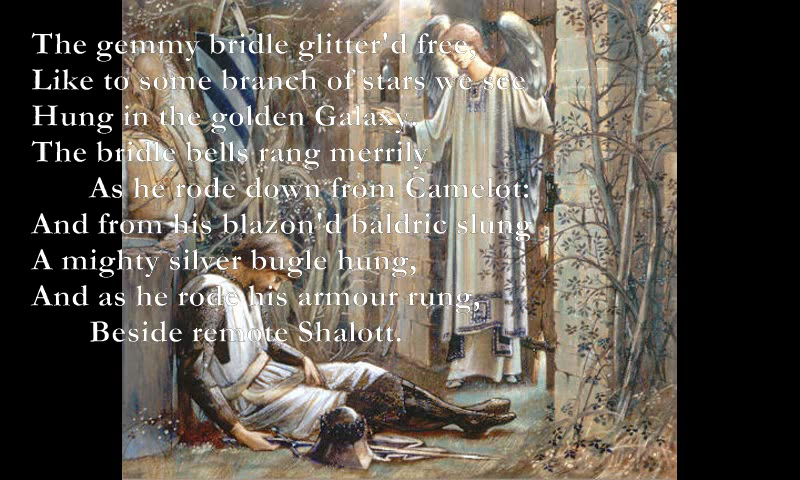 The gemmy bridle glitter'd free,
Like to some branch of stars we see
Hung in the golden Galaxy.
The bridle bells rang merrily
As he rode down from Camelot:
And from his blazon'd baldric slung
A mighty silver bugle hung,
And as he rode his armour rung,
Beside remote Shalott.